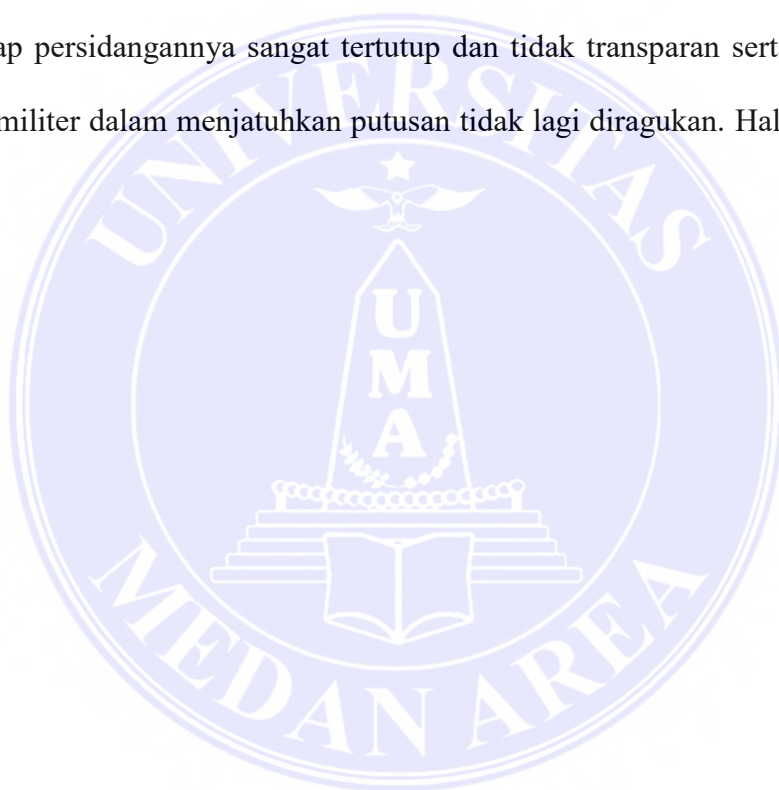 ap persidangannya sangat tertutup dan tidak transparan sert
militer dalam menjatuhkan putusan tidak lagi diragukan. Hal
UNIVERSITAS
UMA
MEDAN AREA